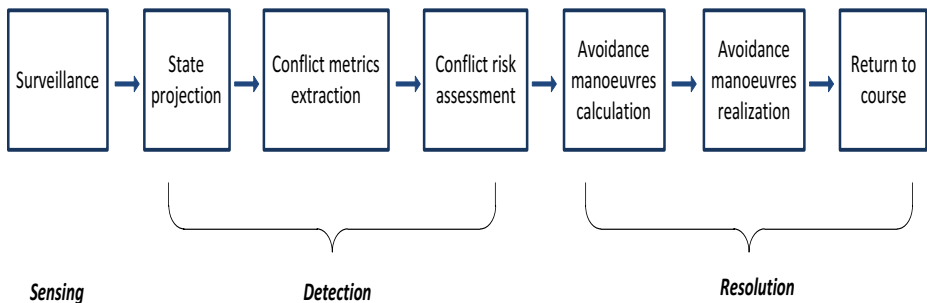 Surveillance
State
projection
Conflict metrics
extraction
Conflict risk
assessment
Avoidance
manoeuvres
calculation
Avoidance
manoeuvres
realization
Return to
course
Sensing
Detection
Resolution